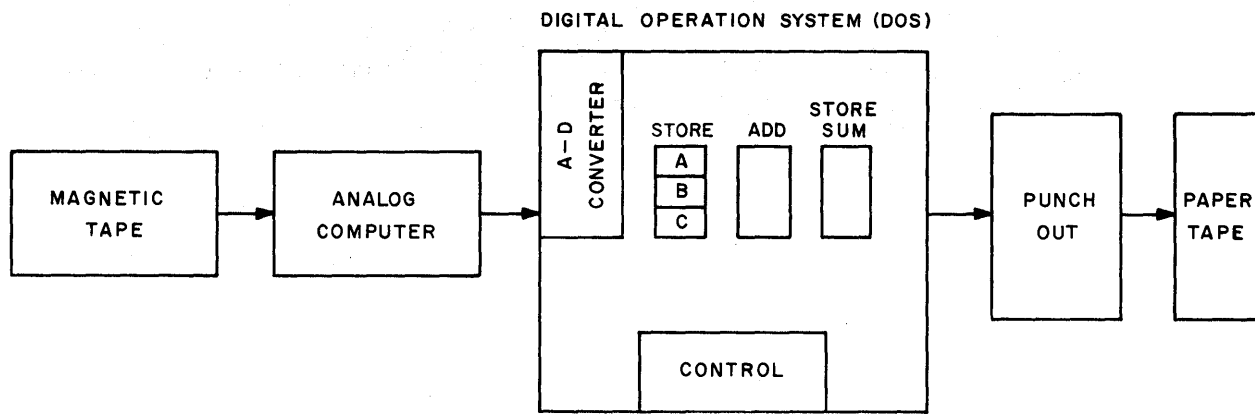 DIGITAL OPERATION SYSTEM (DOS)
MAGNETIC
TAPE
ANALOG
COMPUTER
A-D
CONVERTER
STORE
A
B
C
ADD
STORE
SUM
CONTROL
PUNCH
OUT
PAPER
TAPE